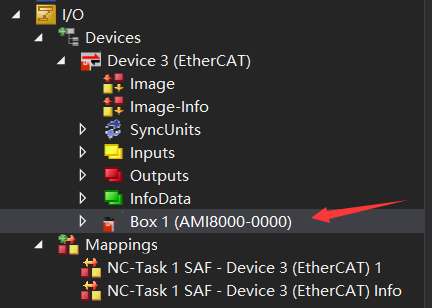 I/O
Devices
Device 3 (EtherCAT)
Image
Image-Info
SyncUnits
Inputs
Outputs
InfoData
Box 1 (AMI8000-0000)
Mappings
NC-Task 1 SAF - Device 3 (EtherCAT) 1
NC-Task 1 SAF - Device 3 (EtherCAT) Info